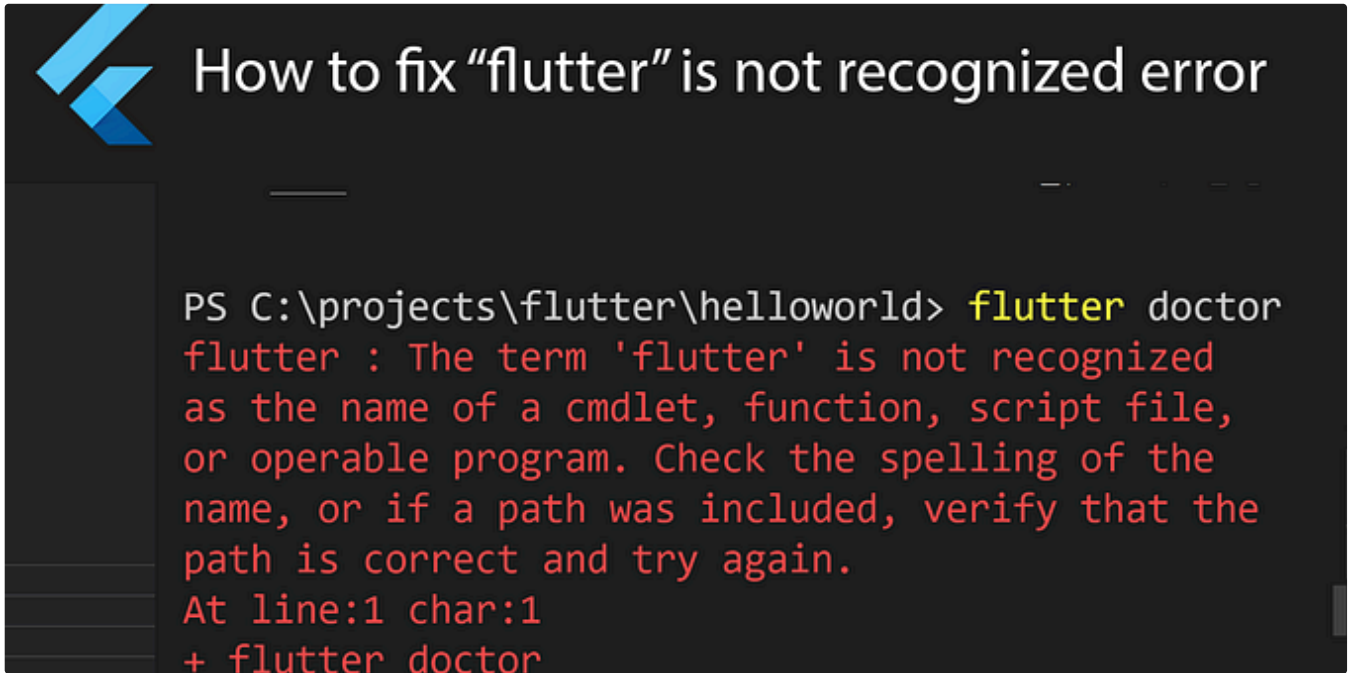 How to fix “flutter” is not recognized error
PS C:\projects\flutter\helloworld> flutter doctor
flutter : The term 'flutter' is not recognized
as the name of a cmdlet, function, script file,
or operable program. Check the spelling of the
name, or if a path was included, verify that the
path is correct and try again.
At line:1 char:1
+ flutter doctor